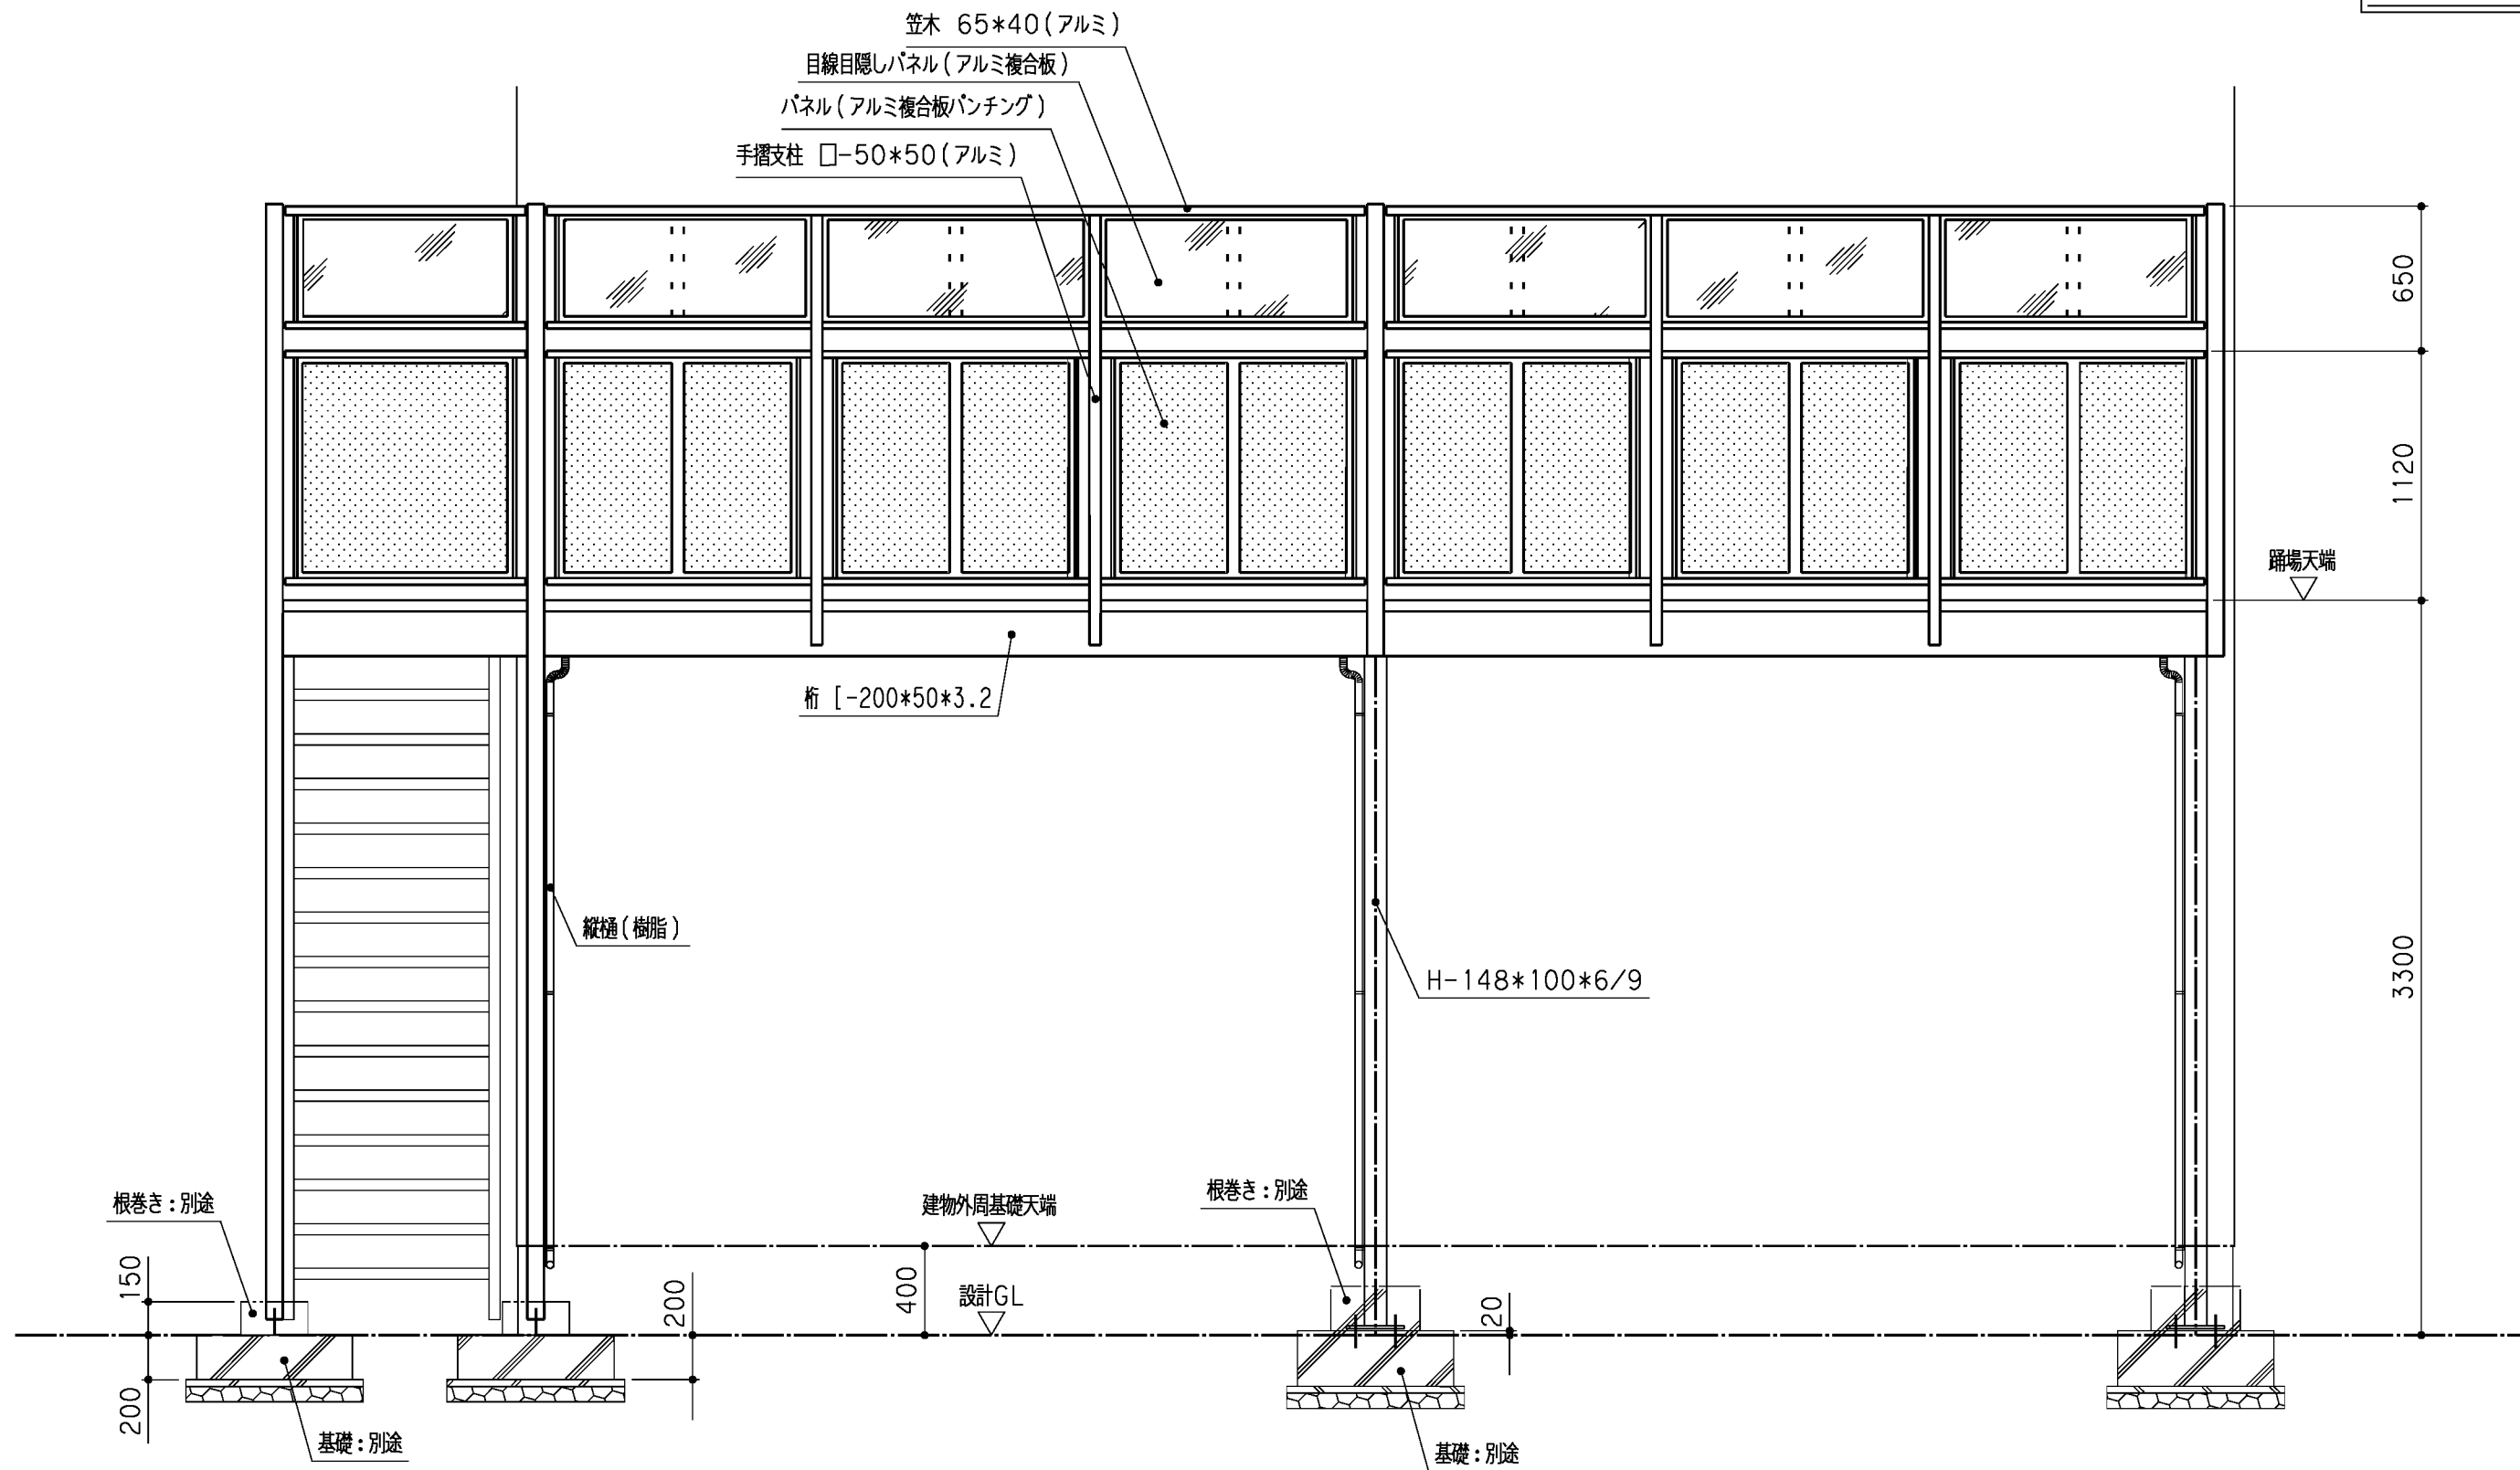 笠木 65*40(アルミ)
目線目隠しパネル(アルミ複合板)
パネル(アルミ複合板パンチング)
手摺支柱 □-50*50(アルミ)
650
1120
踊場天端
桁 [-200*50*3.2
縦樋(樹脂)
H-148*100*6/9
3300
根巻き:別途
建物外周基礎天端
根巻き:別途
150
200
400
設計GL
20
200
基礎:別途
基礎:別途